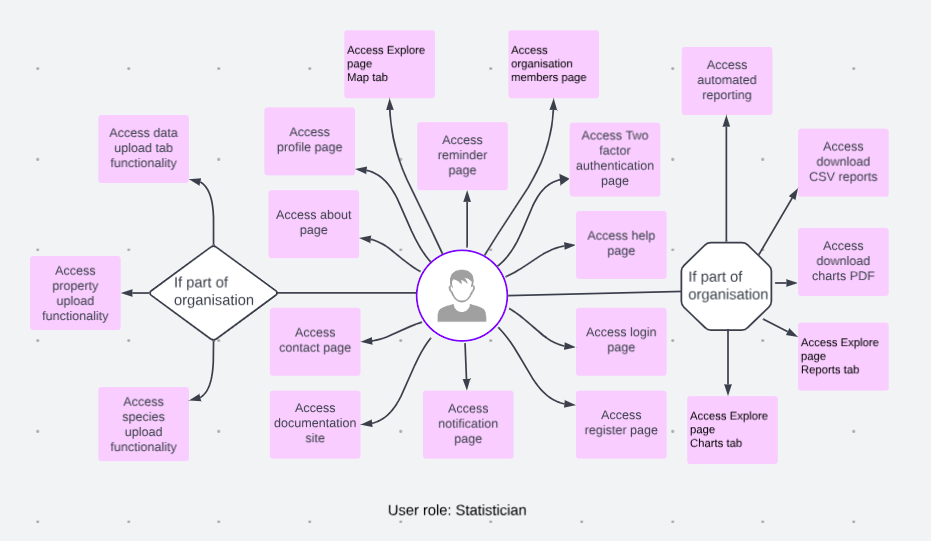 Access Explore
page
Map tab
Access
organisation
members page
Access
automated
reporting
Access data
upload tab
functionality
Access
profile page
Access
reminder
page
Access Two
factor
authentication
page
Access
download
CSV reports
Access about
page
Access help
page
Access
download
charts PDF
Access
property
upload
functionality
If part of
organisation
If part of
organisation
Access
contact page
Access login
page
Access Explore
page
Reports tab
Access
species
upload
functionality
Access
documentation
site
Access
notification
page
Access
register page
Access Explore
page
Charts tab
User role: Statistician